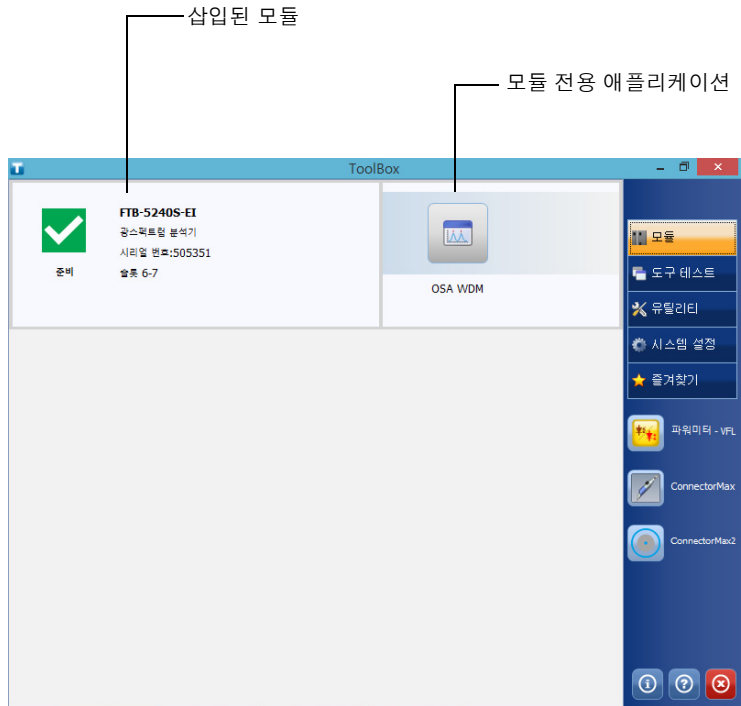 삽입된 모듈
모듈 전용 애플리케이션
T
ToolBox
FTB-5240S-EI
광스펙트럼 분석기
시리얼 번호:505351
준비
슬롯 6-7
OSA WDM
모듈
도구 테스트
유틸리티
시스템 설정
즐겨찾기
파워미터 - VFL
ConnectorMax
ConnectorMax2